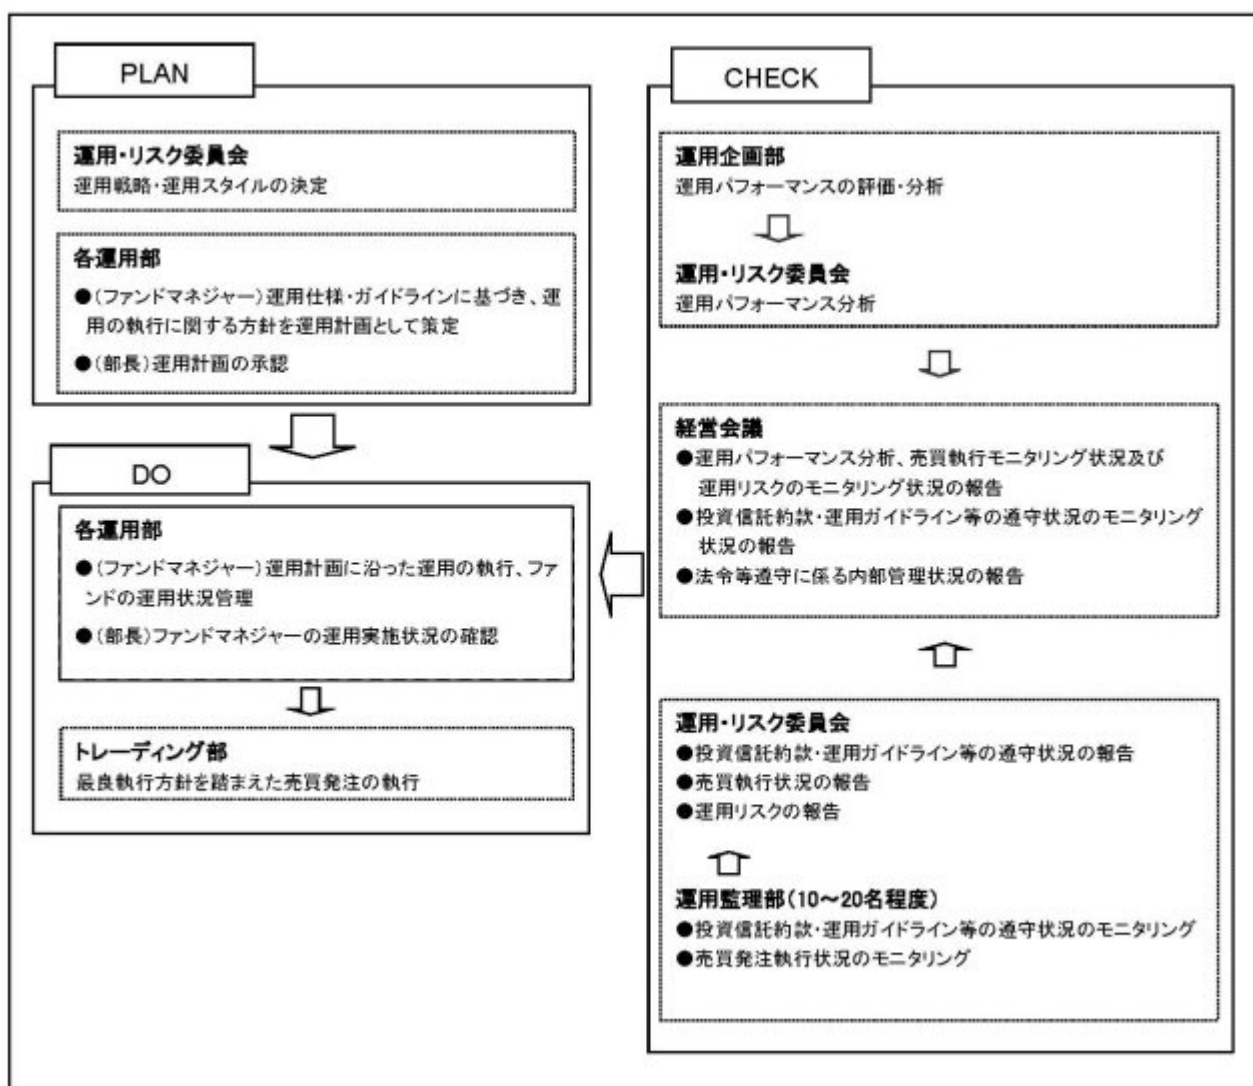 PLAN
運用・リスク委員会
運用戦略・運用スタイルの決定
各運用部
●(ファンドマネジャー)運用仕様・ガイドラインに基づき、運
用の執行に関する方針を運用計画として策定
●(部長)運用計画の承認
DO
各運用部
●(ファンドマネジャー)運用計画に沿った運用の執行、ファ
ンドの運用状況管理
●(部長)ファンドマネジャーの運用実施状況の確認
トレーディング部
最良執行方針を踏まえた売買発注の執行
CHECK
運用企画部
運用パフォーマンスの評価・分析
運用・リスク委員会
運用パフォーマンス分析
経営会議
●運用パフォーマンス分析、売買執行モニタリング状況及び
運用リスクのモニタリング状況の報告
●投資信託約款・運用ガイドライン等の遵守状況のモニタリング
状況の報告
●法令等遵守に係る内部管理状況の報告
運用・リスク委員会
●投資信託約款・運用ガイドライン等の遵守状況の報告
●売買執行状況の報告
●運用リスクの報告
運用監理部(10~20名程度)
●投資信託約款・運用ガイドライン等の遵守状況のモニタリング
●売買発注執行状況のモニタリング